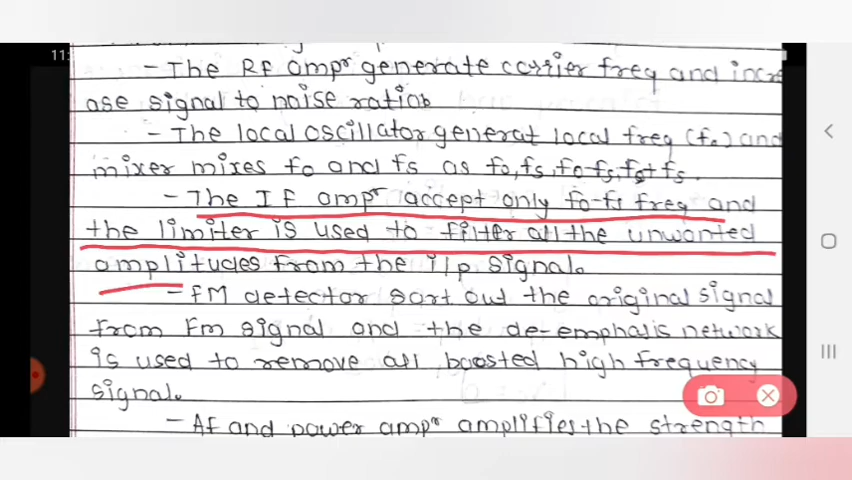 11:
- The RF ampr generate carrier freq and incre
ase signal to noise ratios
- The local oscillator generat local freq (fo) and
mixer mixes fo and fs as fo, fs, fo-fs, fo+fs.
- The IF ampr accept only fo-fs freq and
the limiter is used to filter all the unwanted
amplitudes from the i/p signal.
- FM detector sort out the original signal
from Fm signal and the de-emphasis network
is used to remove all boosted high frequency
signal.
- Af and power ampr amplifies the strength